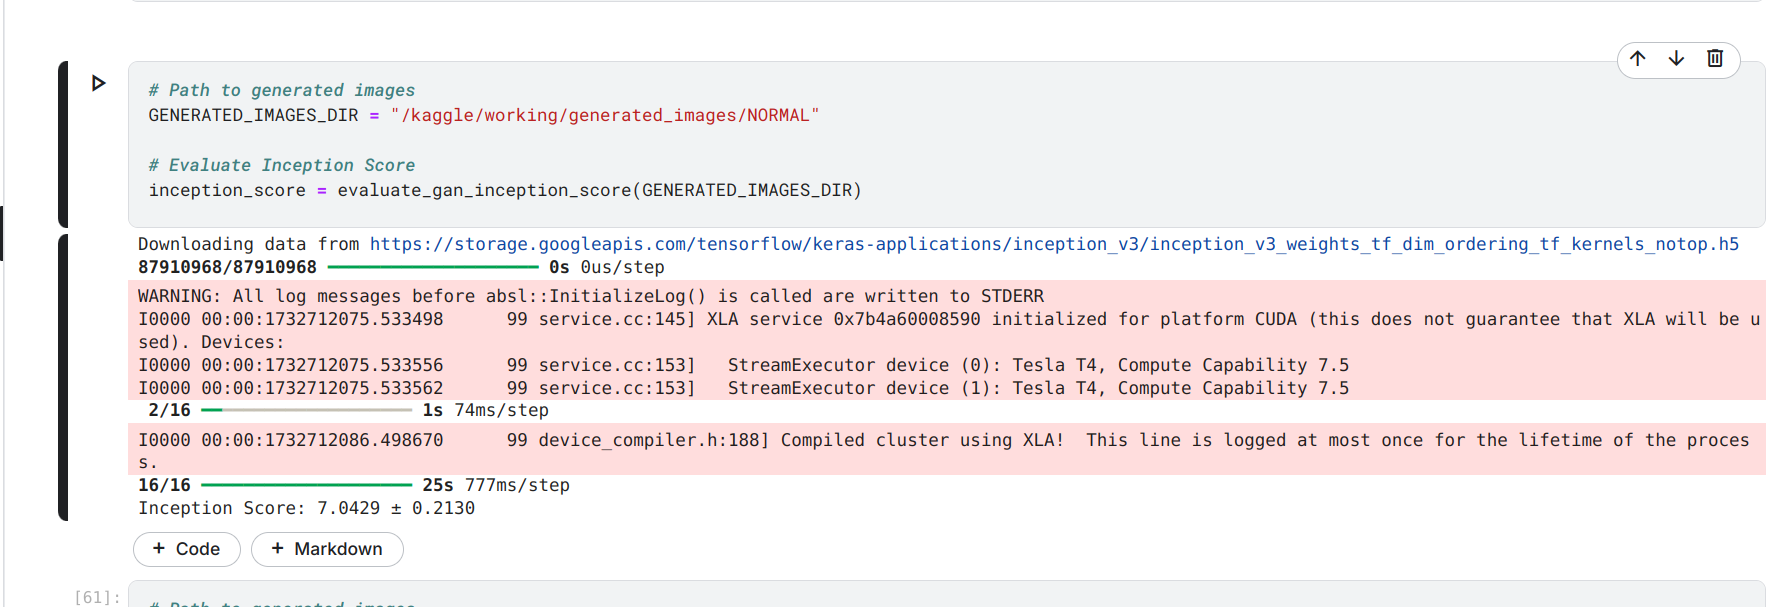 # Path to generated images
GENERATED_IMAGES_DIR = "/kaggle/working/generated_images/NORMAL"
# Evaluate Inception Score
inception_score = evaluate_gan_inception_score(GENERATED_IMAGES_DIR)
Downloading data from https://storage.googleapis.com/tensorflow/keras-applications/inception_v3/inception_v3_weights_tf_dim_ordering_tf_kernels_notop.h5
87910968/87910968 0s 0us/step
WARNING: All log messages before absl::InitializeLog() is called are written to STDERR
I0000 00:00:1732712075.533498      99 service.cc:145] XLA service 0x7b4a60008590 initialized for platform CUDA (this does not guarantee that XLA will be u
sed). Devices:
I0000 00:00:1732712075.533556      99 service.cc:153]   StreamExecutor device (0): Tesla T4, Compute Capability 7.5
I0000 00:00:1732712075.533562      99 service.cc:153]   StreamExecutor device (1): Tesla T4, Compute Capability 7.5
2/16 1s 74ms/step
I0000 00:00:1732712086.498670      99 device_compiler.h:188] Compiled cluster using XLA!  This line is logged at most once for the lifetime of the proces
s.
16/16 25s 777ms/step
Inception Score: 7.0429 ± 0.2130
+ Code + Markdown
[61]:
# Path to generated images